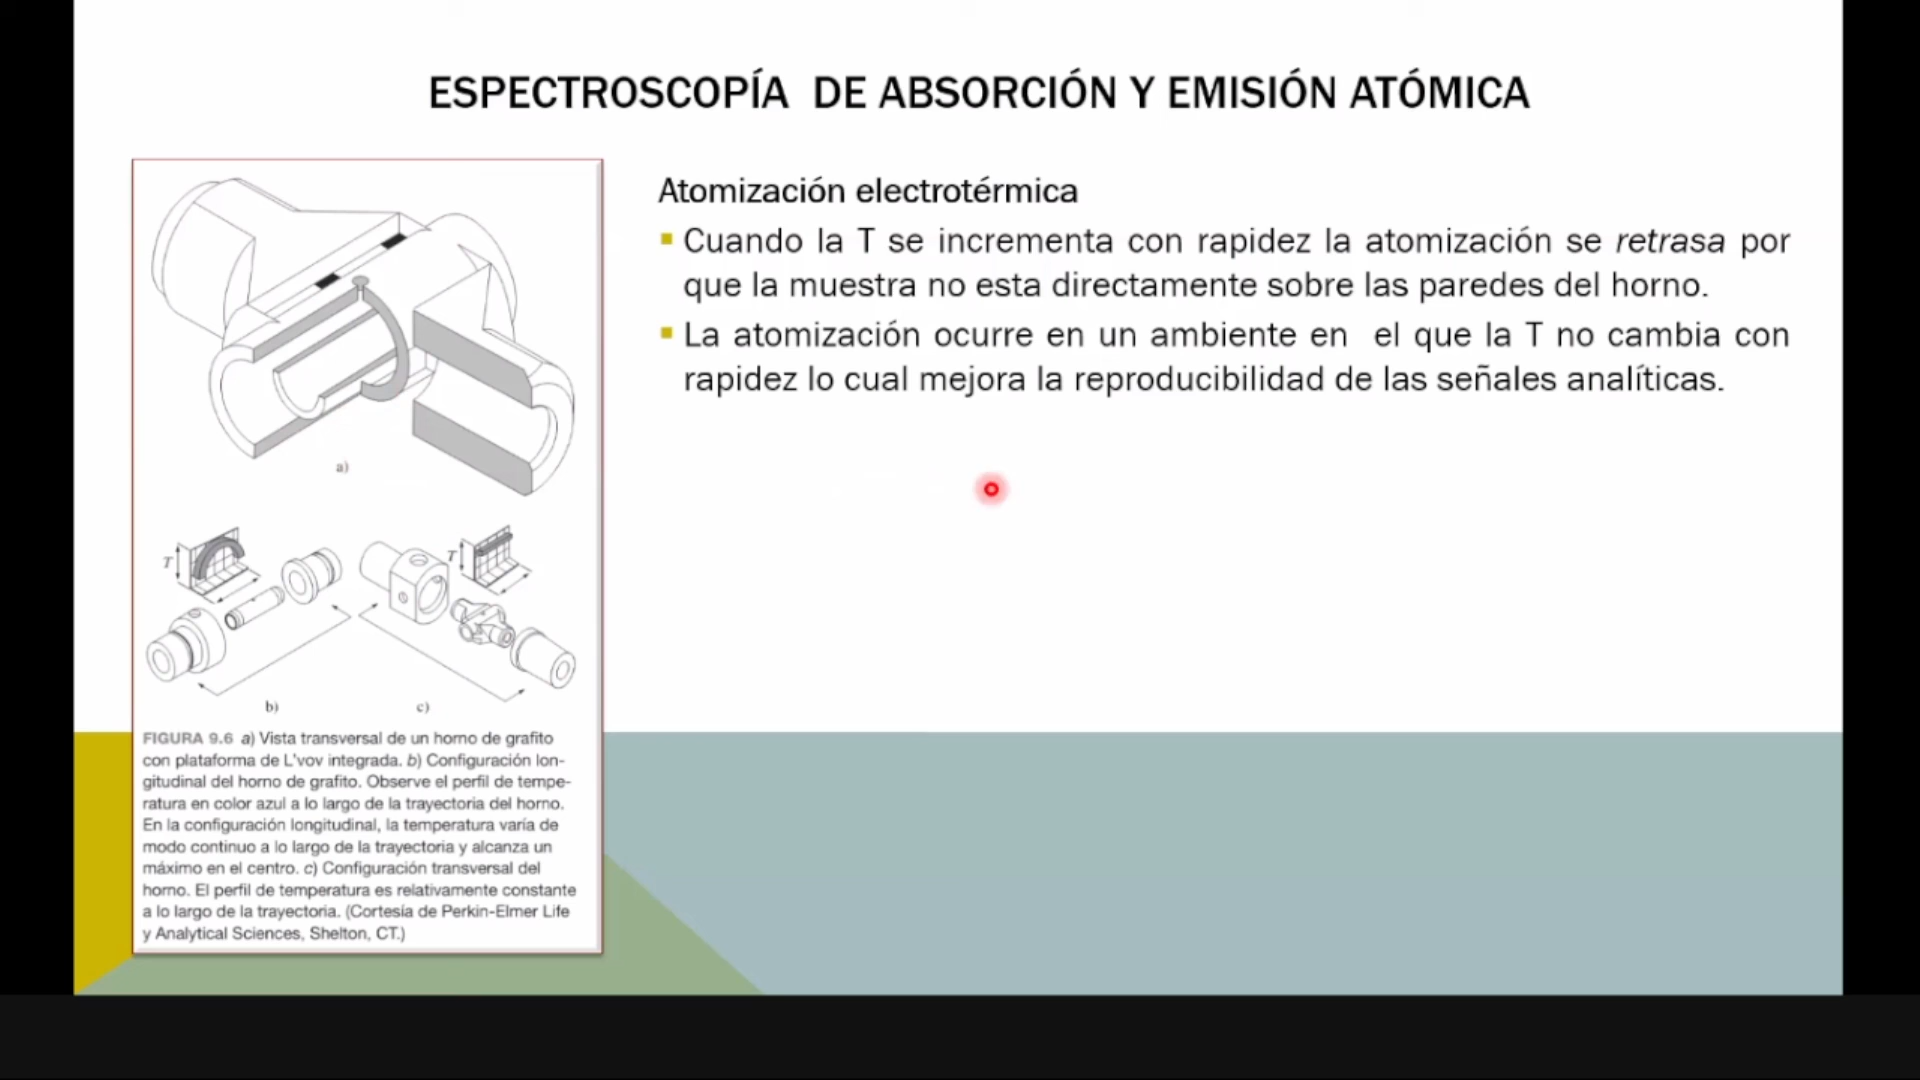 ESPECTROSCOPÍA DE ABSORCIÓN Y EMISIÓN ATÓMICA
a)
T
T
b)
c)
FIGURA 9.6 a) Vista transversal de un horno de grafito
con plataforma de L'vov integrada. b) Configuración lon-
gitudinal del horno de grafito. Observe el perfil de tempe-
ratura en color azul a lo largo de la trayectoria del horno.
En la configuración longitudinal, la temperatura varía de
modo continuo a lo largo de la trayectoria y alcanza un
máximo en el centro. c) Configuración transversal del
horno. El perfil de temperatura es relativamente constante
a lo largo de la trayectoria. (Cortesía de Perkin-Elmer Life
y Analytical Sciences, Shelton, CT.)
Atomización electrotérmica
Cuando la T se incrementa con rapidez la atomización se retrasa por
que la muestra no esta directamente sobre las paredes del horno.
La atomización ocurre en un ambiente en el que la T no cambia con
rapidez lo cual mejora la reproducibilidad de las señales analíticas.